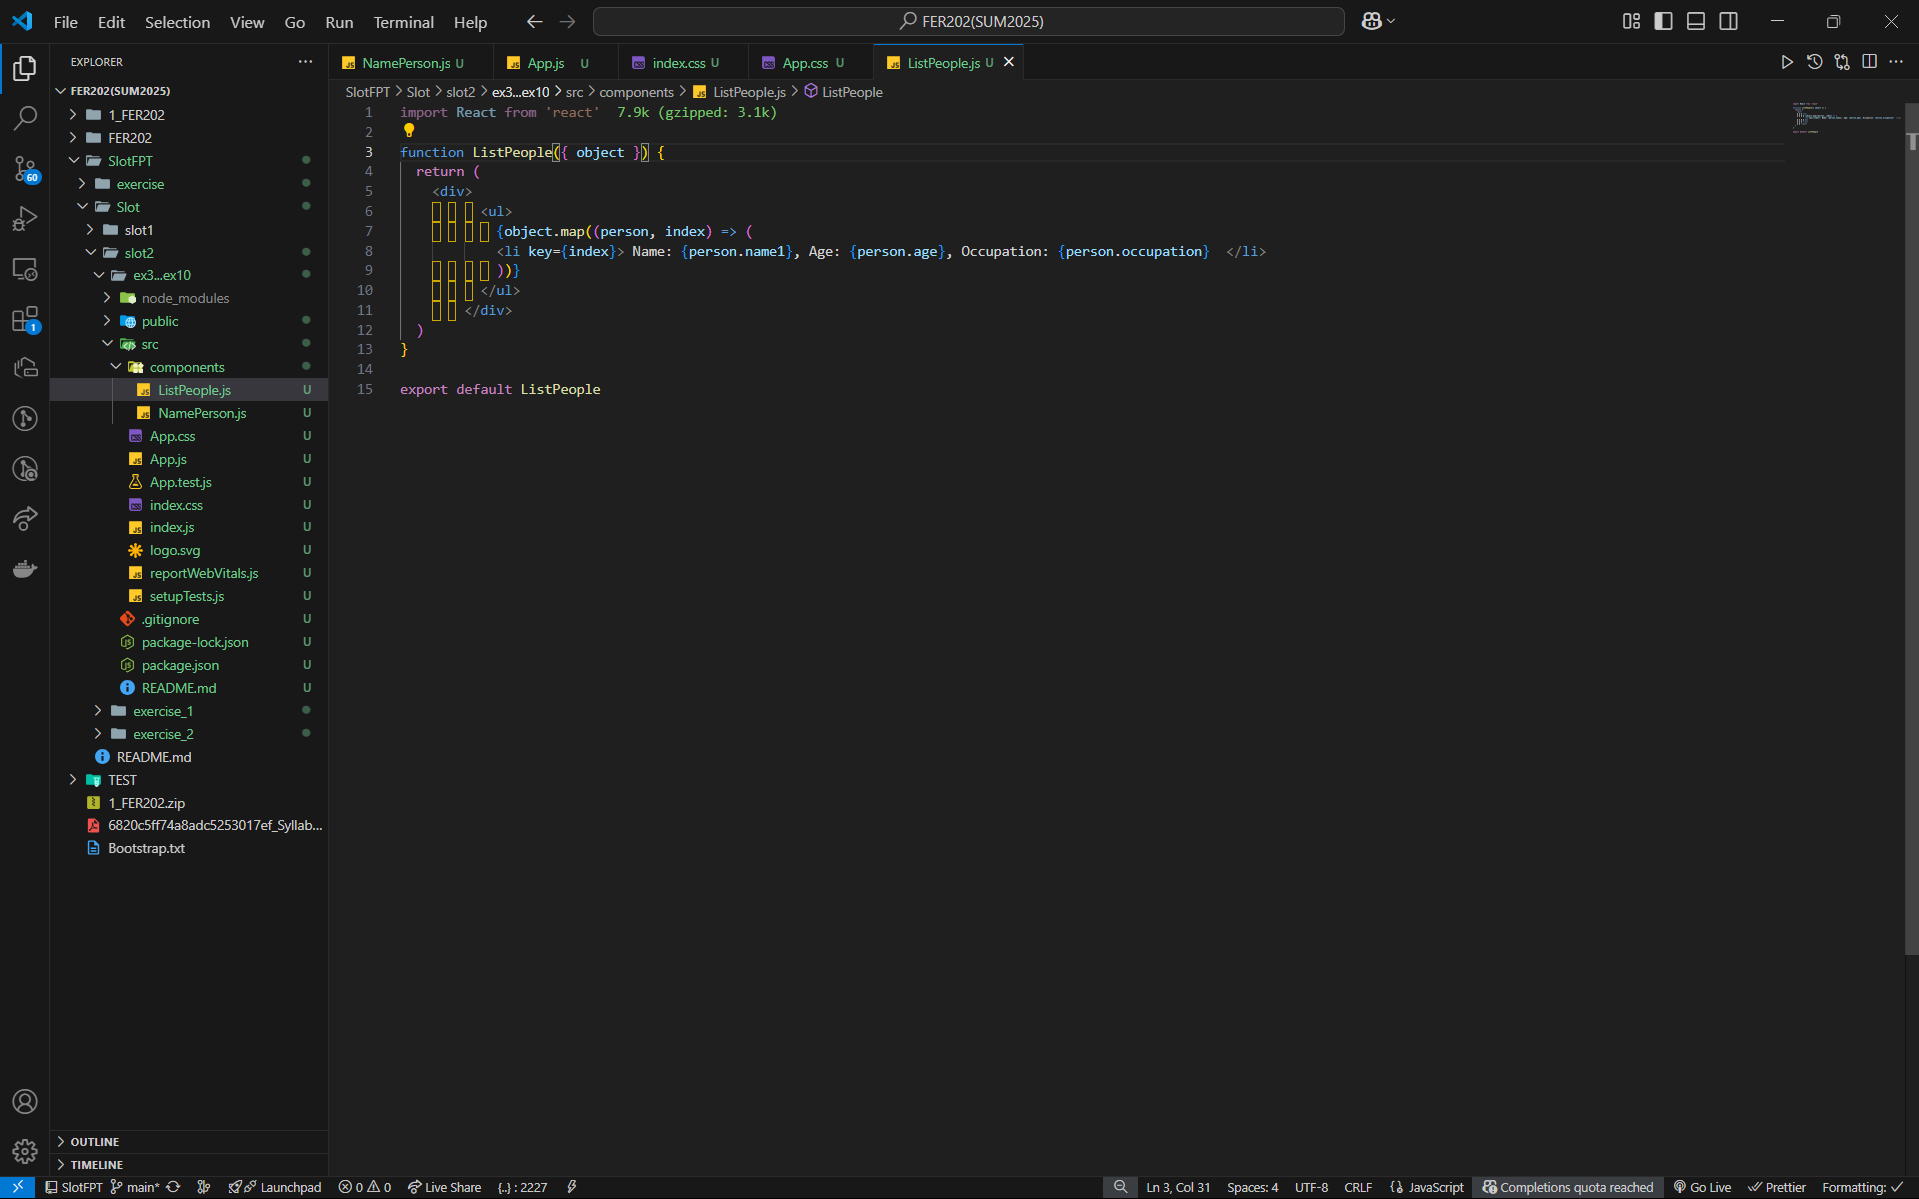 File Edit Selection View Go Run Terminal Help
FER202(SUM2025)
EXPLORER
FER202(SUM2025)
1_FER202
FER202
SlotFPT
exercise
Slot
slot1
slot2
ex3...ex10
node_modules
public
src
components
ListPeople.js U
NamePerson.js U
App.css U
App.js U
App.test.js U
index.css U
index.js U
logo.svg U
reportWebVitals.js U
setupTests.js U
.gitignore U
package-lock.json U
package.json U
README.md U
exercise_1
exercise_2
README.md
TEST
1_FER202.zip
6820c5ff74a8adc5253017ef_Syllab...
Bootstrap.txt
OUTLINE
TIMELINE
60
1
NamePerson.js U App.js U index.css U App.css U ListPeople.js U
SlotFPT > Slot > slot2 > ex3...ex10 > src > components > ListPeople.js > ListPeople
1 import React from 'react' 7.9k (gzipped: 3.1k)
2
3 function ListPeople({ object }) {
4 return (
5 <div>
6 <ul>
7 {object.map((person, index) => (
8 <li key={index}> Name: {person.name1}, Age: {person.age}, Occupation: {person.occupation} </li>
9 ))}
10 </ul>
11 </div>
12 )
13 }
14
15 export default ListPeople
SlotFPT main* Launchpad 0 0 Live Share {..} : 2227 Ln 3, Col 31 Spaces: 4 UTF-8 CRLF JavaScript Completions quota reached Go Live Prettier Formatting: ✓